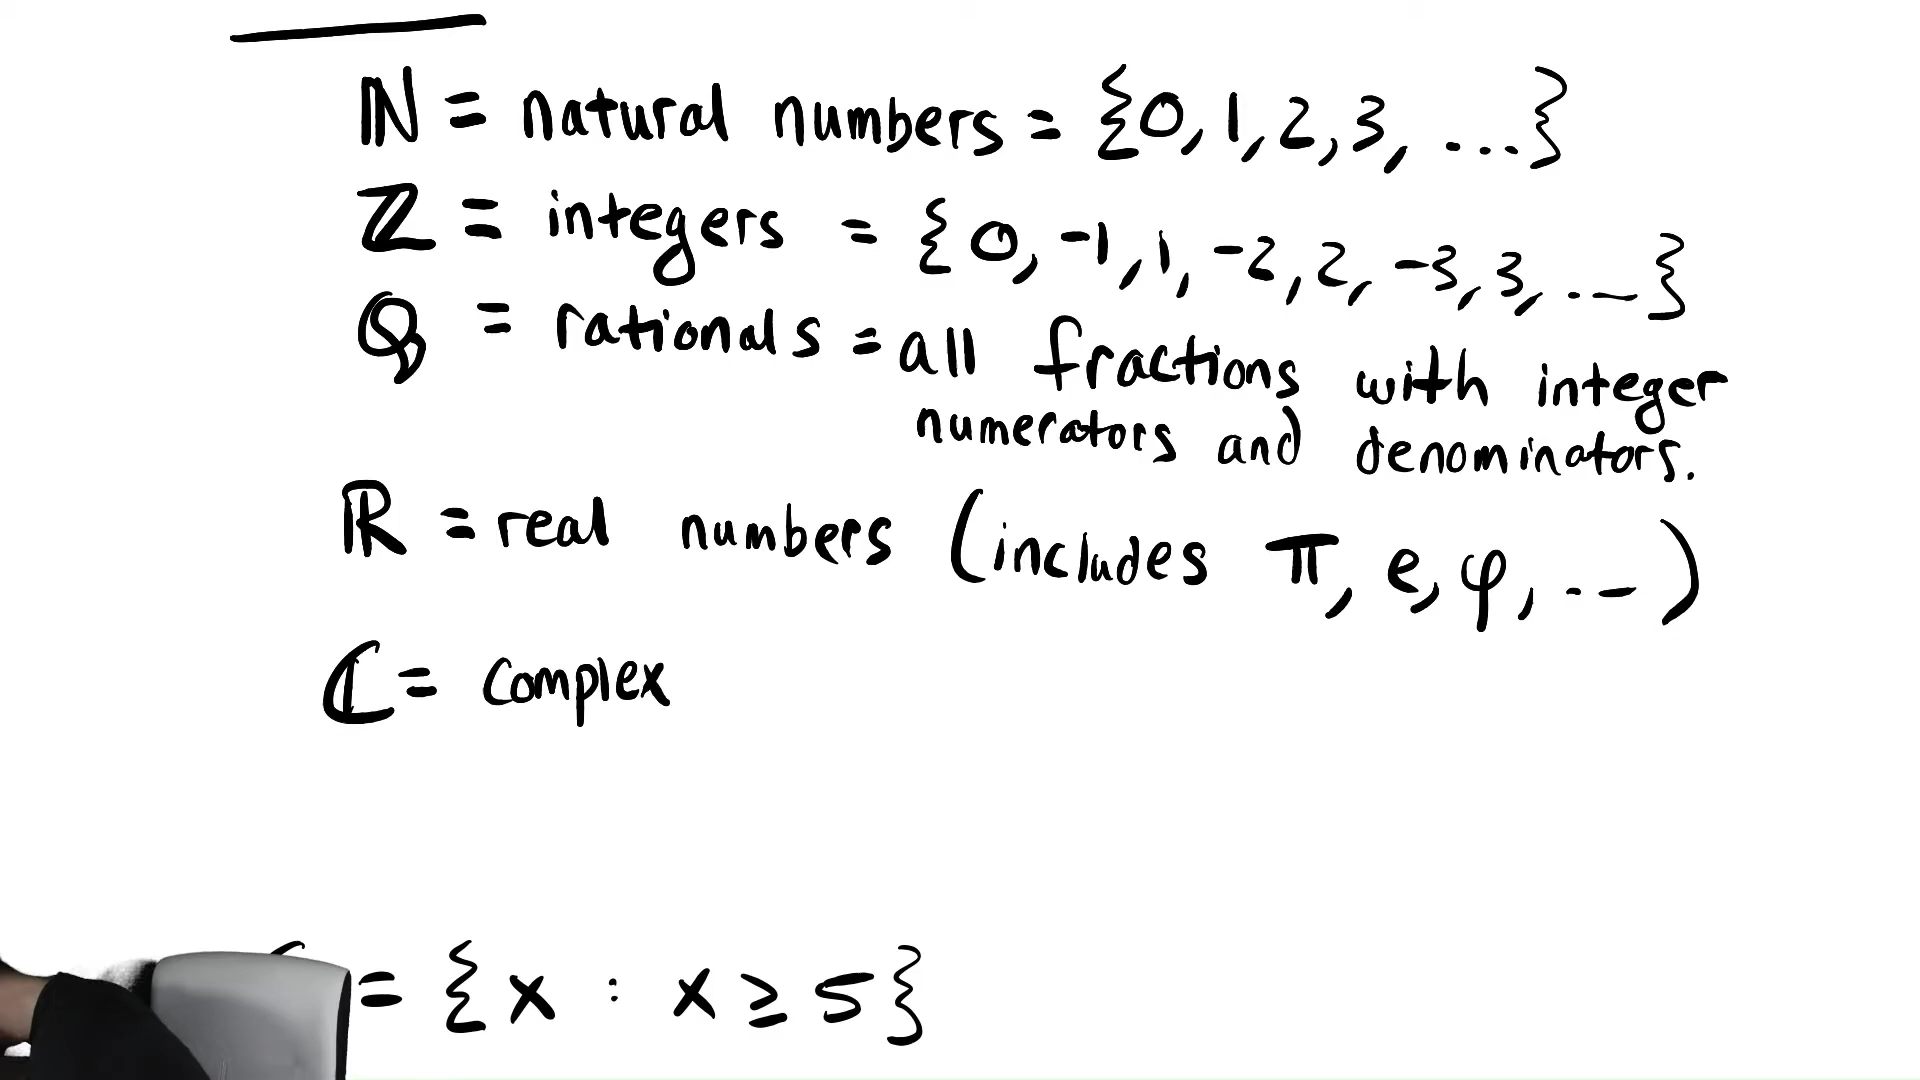 ℕ = natural numbers = {0, 1, 2, 3, ...}
ℤ = integers = {0, -1, 1, -2, 2, -3, 3, ...}
ℚ = rationals = all fractions with integer
numerators and denominators.
ℝ = real numbers (includes π, e, φ, ...)
ℂ = complex
= {x : x ≥ 5}